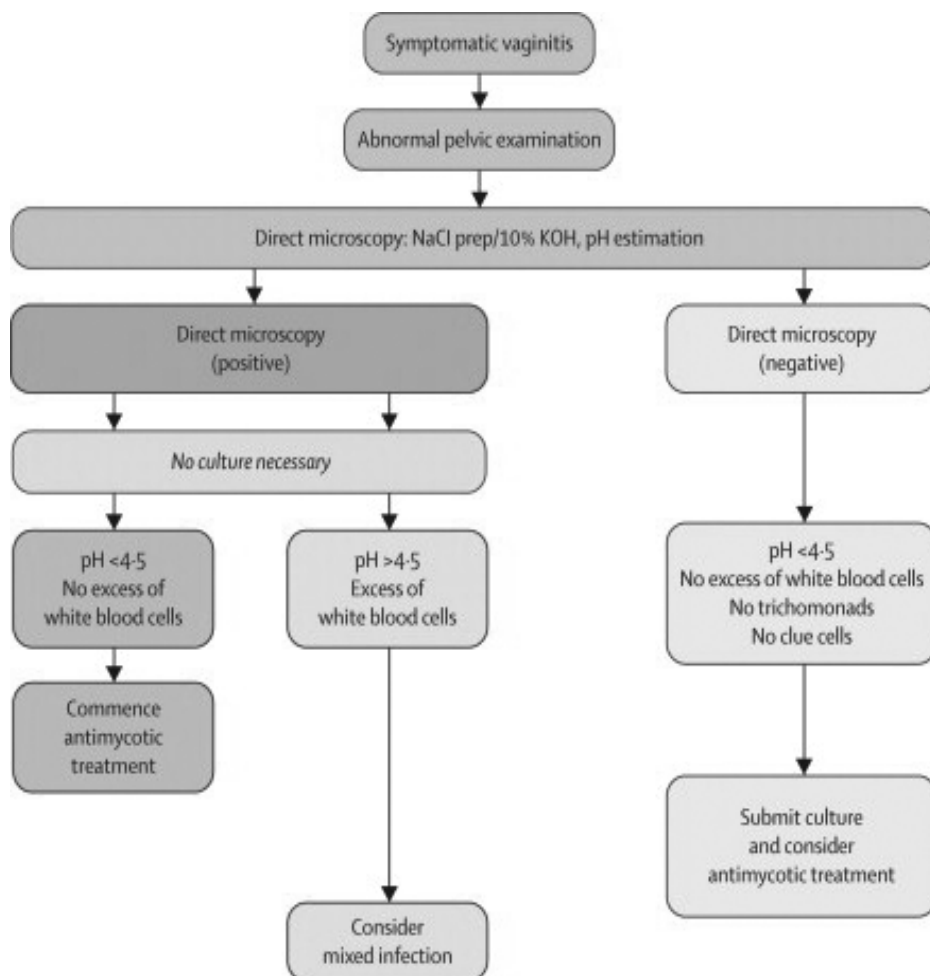 Symptomatic vaginitis
Abnormal pelvic examination
Direct microscopy: NaCl prep/10% KOH, pH estimation
Direct microscopy
(positive)
Direct microscopy
(negative)
No culture necessary
pH <4·5
No excess of
white blood cells
pH >4·5
Excess of
white blood cells
pH <4·5
No excess of white blood cells
No trichomonads
No clue cells
Commence
antimycotic
treatment
Submit culture
and consider
antimycotic treatment
Consider
mixed infection